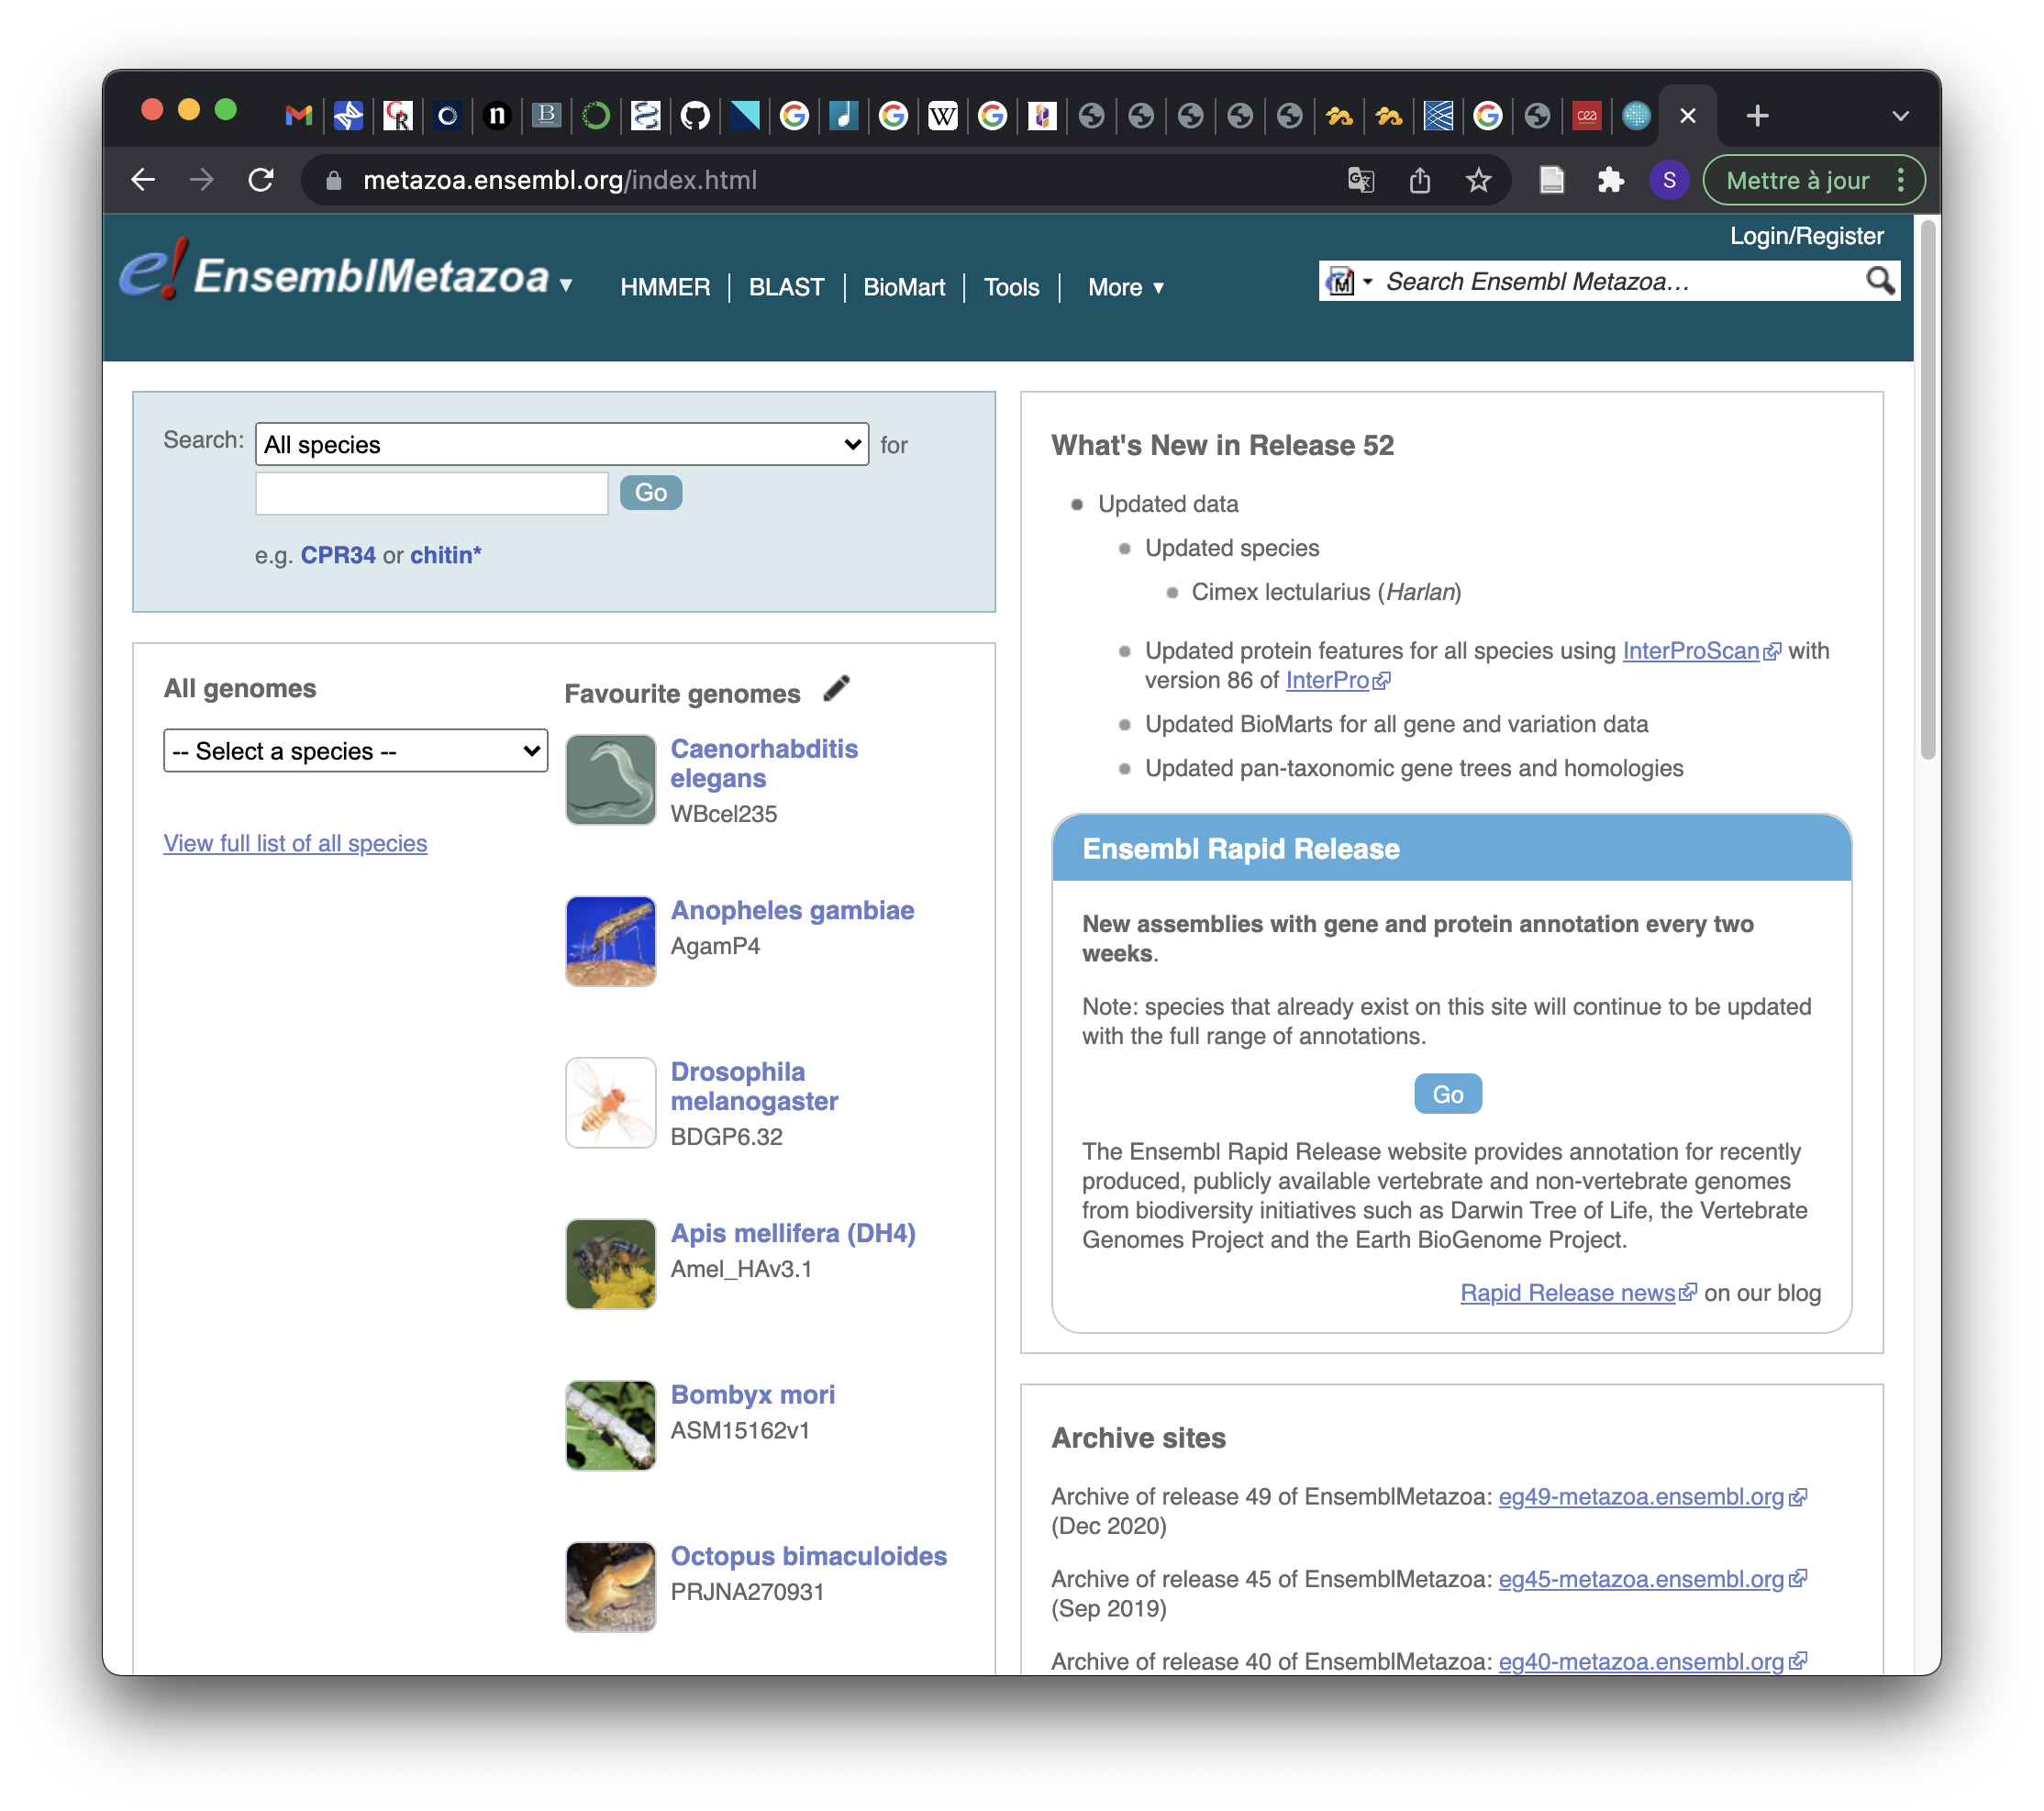 metazoa.ensembl.org/index.html
S
Mettre à jour
Login/Register
e! EnsemblMetazoa
HMMER | BLAST | BioMart | Tools | More
Search Ensembl Metazoa...
Search: All species for
Go
e.g. CPR34 or chitin*
All genomes
-- Select a species --
View full list of all species
Favourite genomes
Caenorhabditis
elegans
WBcel235
Anopheles gambiae
AgamP4
Drosophila
melanogaster
BDGP6.32
Apis mellifera (DH4)
Amel_HAv3.1
Bombyx mori
ASM15162v1
Octopus bimaculoides
PRJNA270931
What's New in Release 52
Updated data
Updated species
Cimex lectularius (Harlan)
Updated protein features for all species using InterProScan with
version 86 of InterPro
Updated BioMarts for all gene and variation data
Updated pan-taxonomic gene trees and homologies
Ensembl Rapid Release
New assemblies with gene and protein annotation every two
weeks.
Note: species that already exist on this site will continue to be updated
with the full range of annotations.
Go
The Ensembl Rapid Release website provides annotation for recently
produced, publicly available vertebrate and non-vertebrate genomes
from biodiversity initiatives such as Darwin Tree of Life, the Vertebrate
Genomes Project and the Earth BioGenome Project.
Rapid Release news on our blog
Archive sites
Archive of release 49 of EnsemblMetazoa: eg49-metazoa.ensembl.org
(Dec 2020)
Archive of release 45 of EnsemblMetazoa: eg45-metazoa.ensembl.org
(Sep 2019)
Archive of release 40 of EnsemblMetazoa: eg40-metazoa.ensembl.org